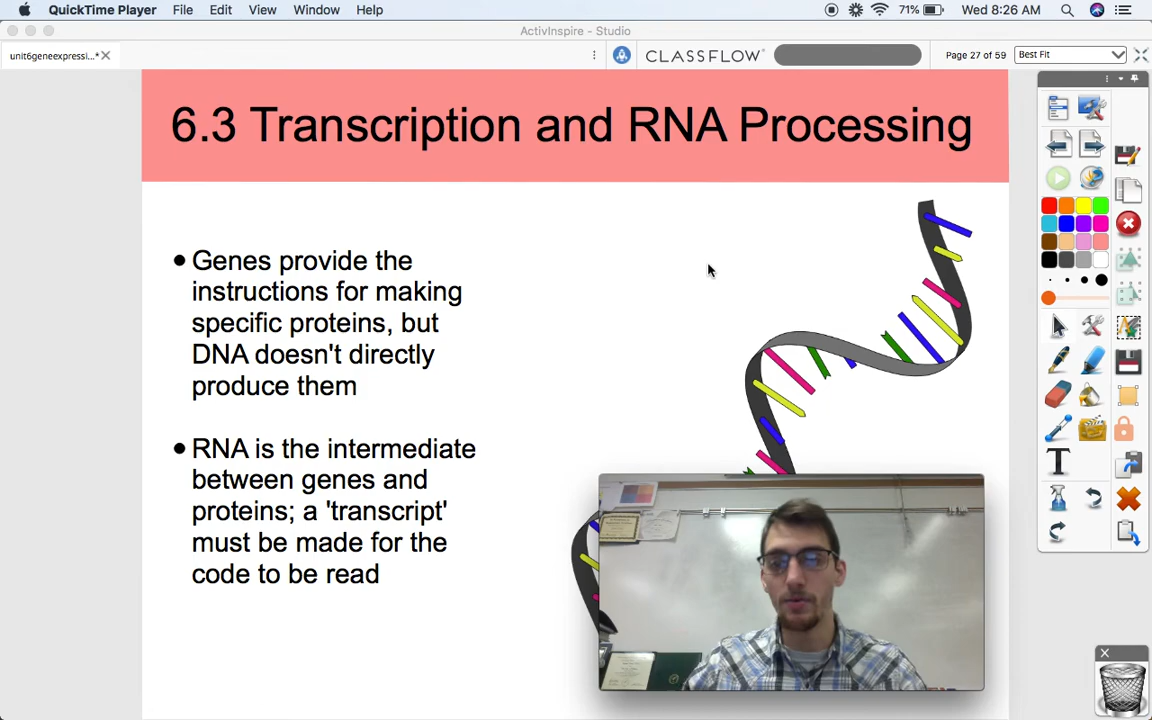 QuickTime Player File Edit View Window Help 71% Wed 8:26 AM
ActivInspire - Studio
unit6geneexpressi...* CLASSFLOW Page 27 of 59 Best Fit
6.3 Transcription and RNA Processing
• Genes provide the
instructions for making
specific proteins, but
DNA doesn't directly
produce them
• RNA is the intermediate
between genes and
proteins; a 'transcript'
must be made for the
code to be read
T